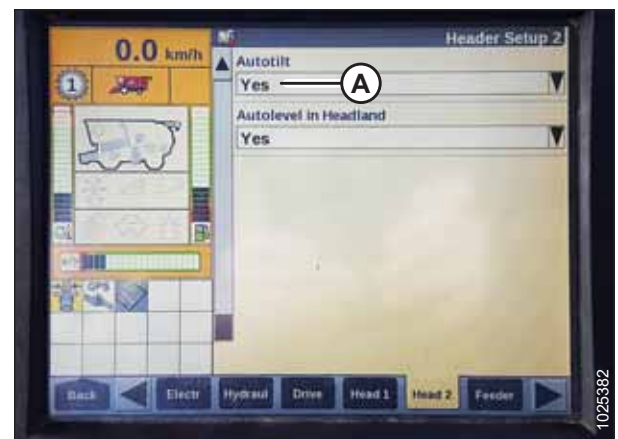 0.0 km/h
Header Setup 2
1
Autotilt
Yes
A
Autolevel in Headland
Yes
Back
Electr
Hydraul
Drive
Head 1
Head 2
Feeder
1025382